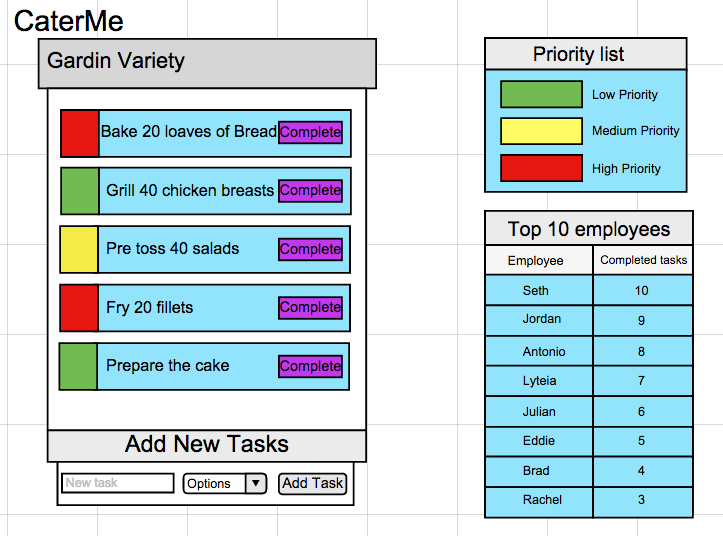 CaterMe
Gardin Variety
Bake 20 loaves of Bread Complete
Grill 40 chicken breasts Complete
Pre toss 40 salads Complete
Fry 20 fillets Complete
Prepare the cake Complete
Add New Tasks
New task Options Add Task
Priority list
Low Priority
Medium Priority
High Priority
Top 10 employees
Employee Completed tasks
Seth 10
Jordan 9
Antonio 8
Lyteia 7
Julian 6
Eddie 5
Brad 4
Rachel 3